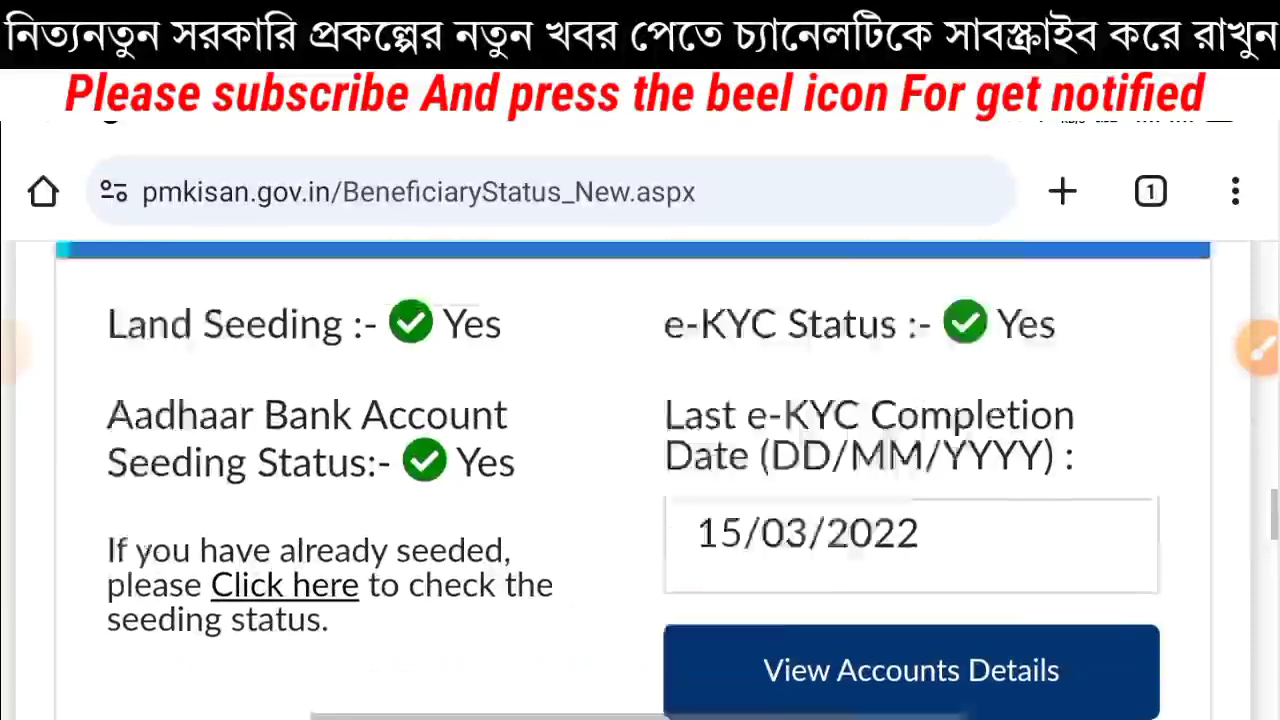 নিত্যনতুন সরকারি প্রকল্পের নতুন খবর পেতে চ্যানেলটিকে সাবস্ক্রাইব করে রাখুন
Please subscribe And press the beel icon For get notified
pmkisan.gov.in/BeneficiaryStatus_New.aspx
1
Land Seeding :- Yes
e-KYC Status :- Yes
Aadhaar Bank Account
Seeding Status:- Yes
Last e-KYC Completion
Date (DD/MM/YYYY) :
15/03/2022
If you have already seeded,
please Click here to check the
seeding status.
View Accounts Details